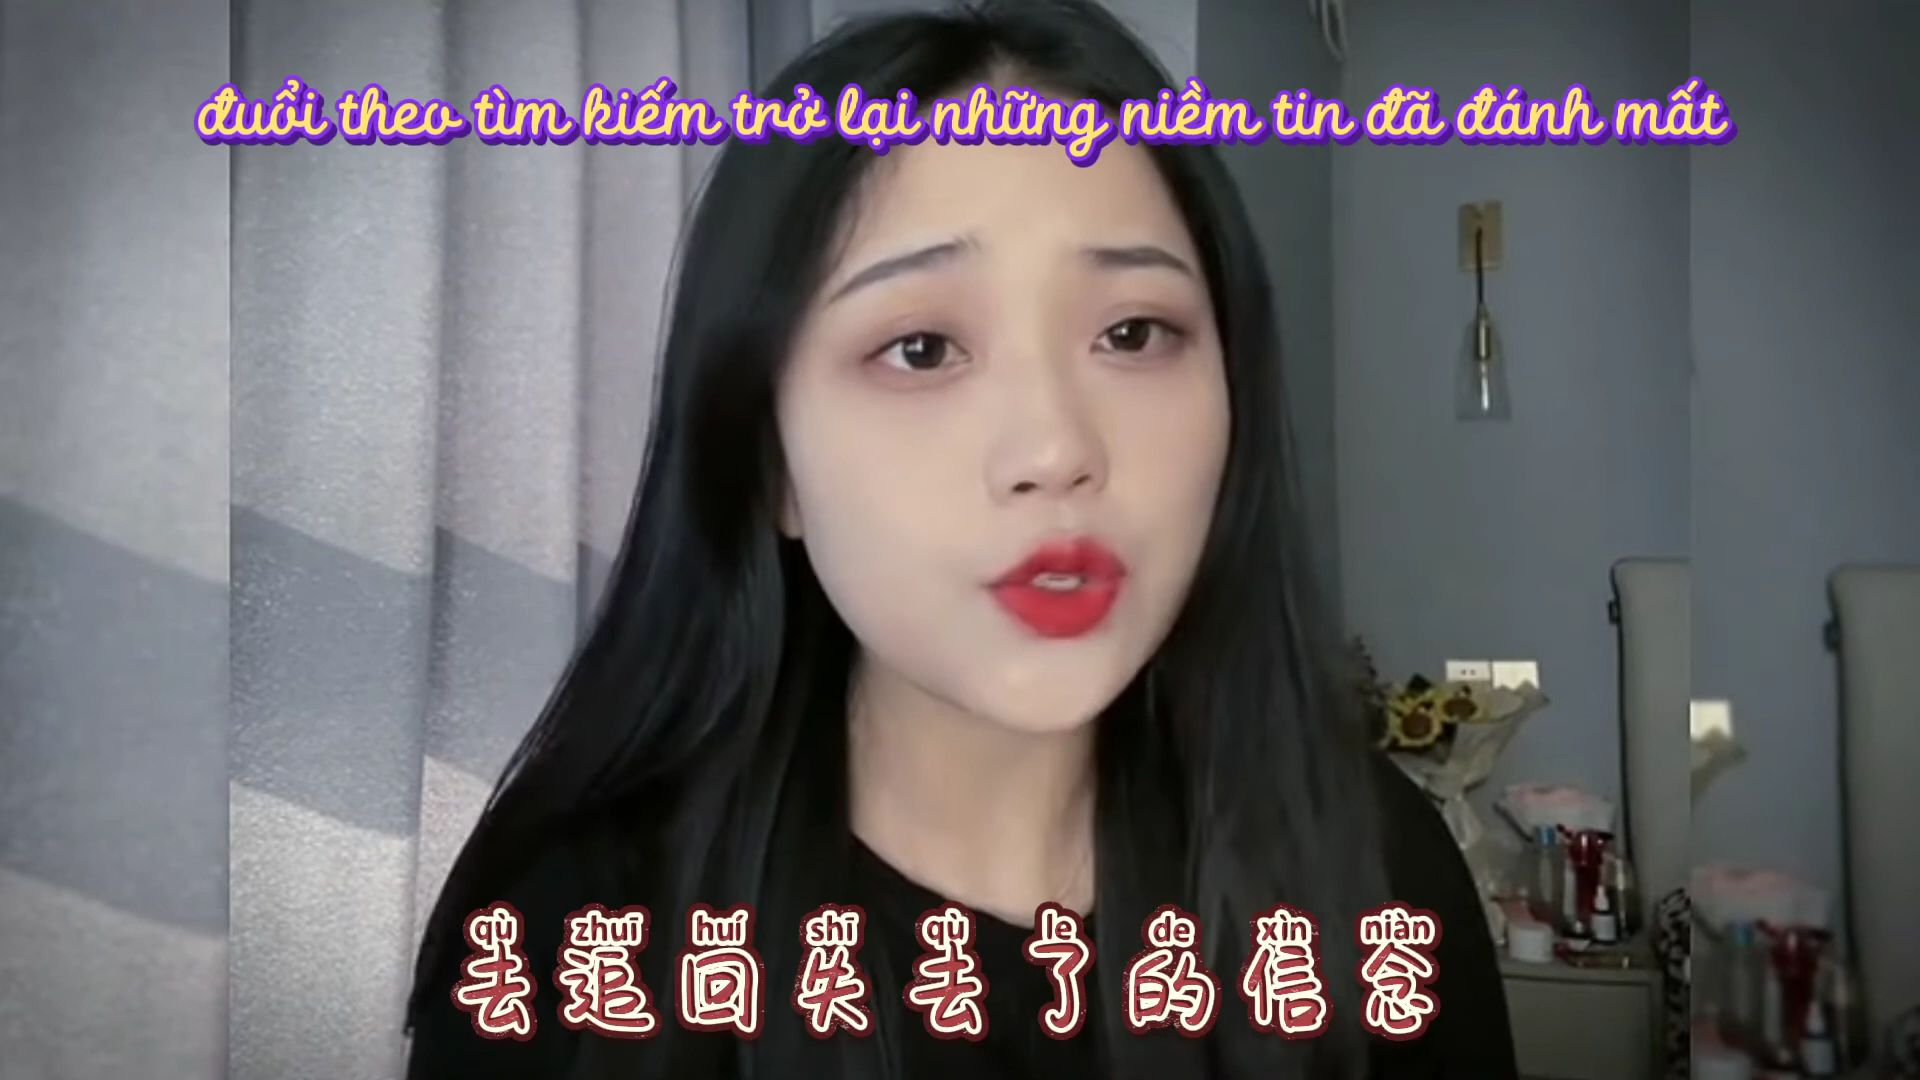 đuổi theo tìm kiếm trở lại những niềm tin đã đánh mất
qù zhuī huí shī qù le de xìn niàn
去追回失去了的信念